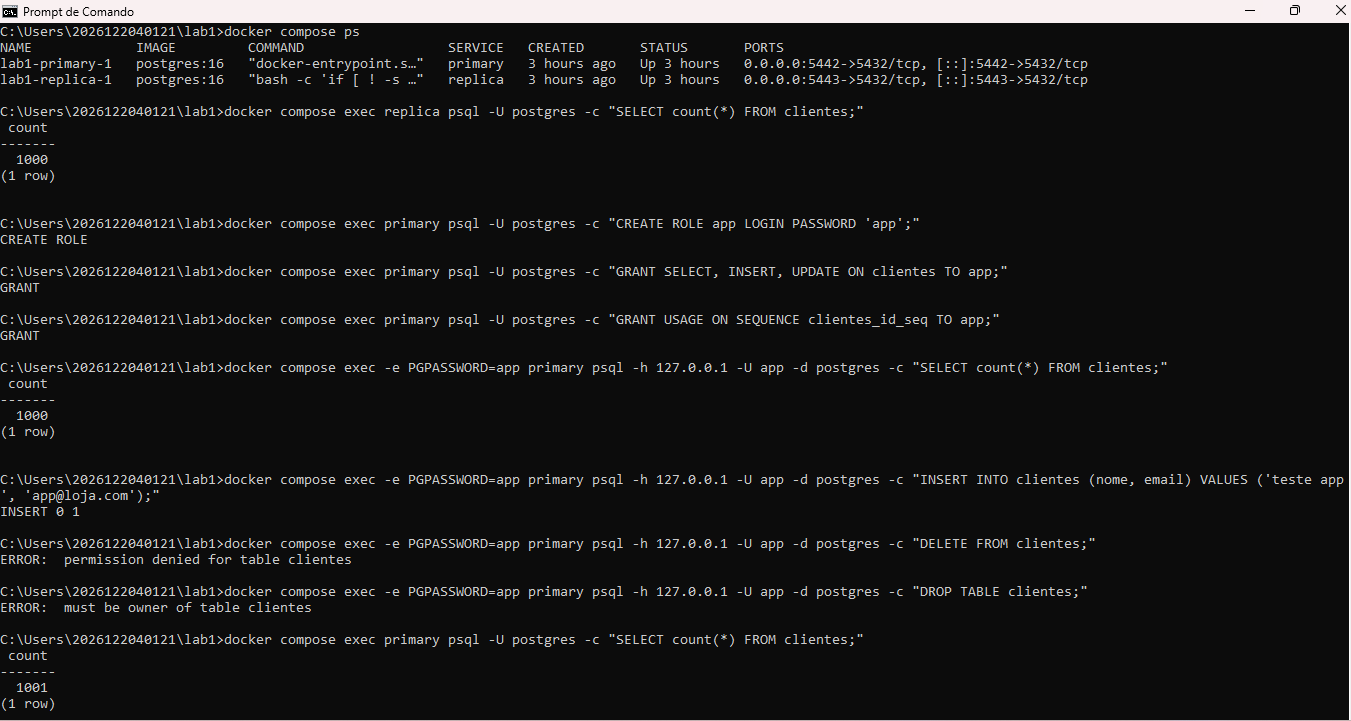 Prompt de Comando
C:\Users\2026122040121\lab1>docker compose ps
NAME             IMAGE         COMMAND                  SERVICE   CREATED       STATUS       PORTS
lab1-primary-1   postgres:16   "docker-entrypoint.s…"   primary   3 hours ago   Up 3 hours   0.0.0.0:5442->5432/tcp, [::]:5442->5432/tcp
lab1-replica-1   postgres:16   "bash -c 'if [ ! -s …"   replica   3 hours ago   Up 3 hours   0.0.0.0:5443->5432/tcp, [::]:5443->5432/tcp
C:\Users\2026122040121\lab1>docker compose exec replica psql -U postgres -c "SELECT count(*) FROM clientes;"
 count
-------
  1000
(1 row)
C:\Users\2026122040121\lab1>docker compose exec primary psql -U postgres -c "CREATE ROLE app LOGIN PASSWORD 'app';"
CREATE ROLE
C:\Users\2026122040121\lab1>docker compose exec primary psql -U postgres -c "GRANT SELECT, INSERT, UPDATE ON clientes TO app;"
GRANT
C:\Users\2026122040121\lab1>docker compose exec primary psql -U postgres -c "GRANT USAGE ON SEQUENCE clientes_id_seq TO app;"
GRANT
C:\Users\2026122040121\lab1>docker compose exec -e PGPASSWORD=app primary psql -h 127.0.0.1 -U app -d postgres -c "SELECT count(*) FROM clientes;"
 count
-------
  1000
(1 row)
C:\Users\2026122040121\lab1>docker compose exec -e PGPASSWORD=app primary psql -h 127.0.0.1 -U app -d postgres -c "INSERT INTO clientes (nome, email) VALUES ('teste app
', 'app@loja.com');"
INSERT 0 1
C:\Users\2026122040121\lab1>docker compose exec -e PGPASSWORD=app primary psql -h 127.0.0.1 -U app -d postgres -c "DELETE FROM clientes;"
ERROR:  permission denied for table clientes
C:\Users\2026122040121\lab1>docker compose exec -e PGPASSWORD=app primary psql -h 127.0.0.1 -U app -d postgres -c "DROP TABLE clientes;"
ERROR:  must be owner of table clientes
C:\Users\2026122040121\lab1>docker compose exec primary psql -U postgres -c "SELECT count(*) FROM clientes;"
 count
-------
  1001
(1 row)